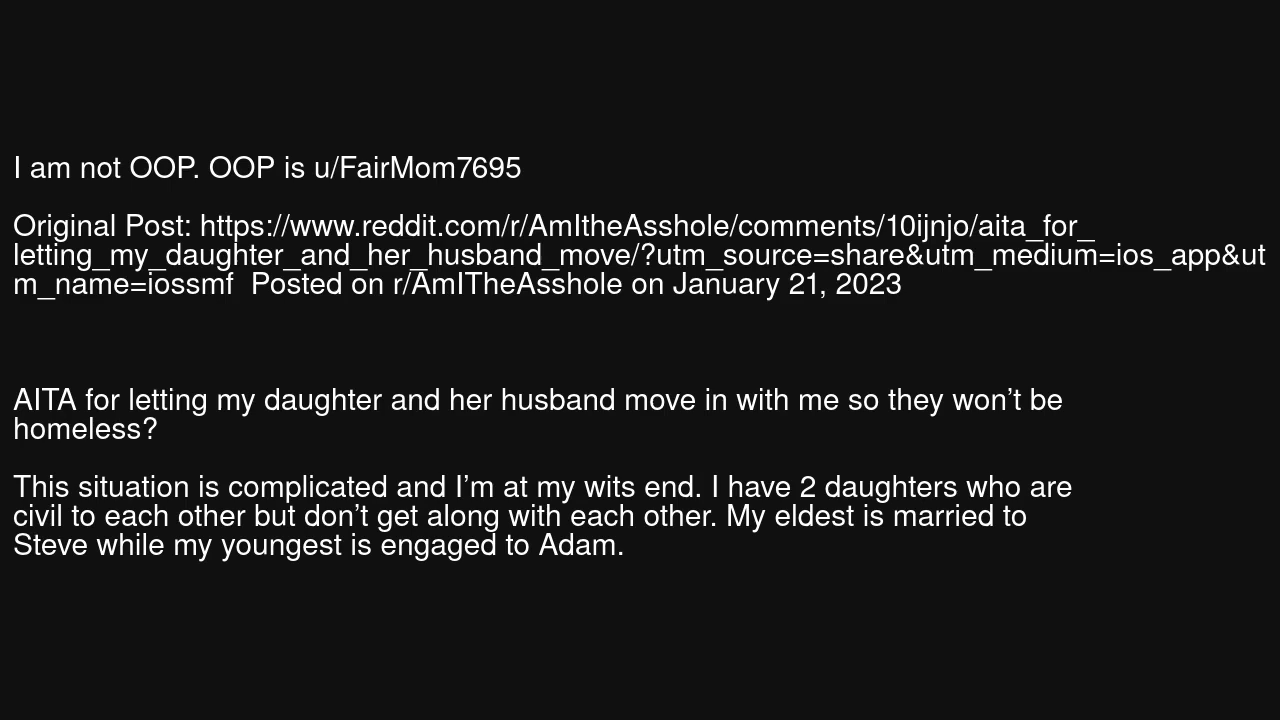 I am not OOP. OOP is u/FairMom7695
Original Post: https://www.reddit.com/r/AmItheAsshole/comments/10ijnjo/aita_for_
letting_my_daughter_and_her_husband_move/?utm_source=share&utm_medium=ios_app&ut
m_name=iossmf  Posted on r/AmITheAsshole on January 21, 2023
AITA for letting my daughter and her husband move in with me so they won’t be
homeless?
This situation is complicated and I’m at my wits end. I have 2 daughters who are
civil to each other but don’t get along with each other. My eldest is married to
Steve while my youngest is engaged to Adam.